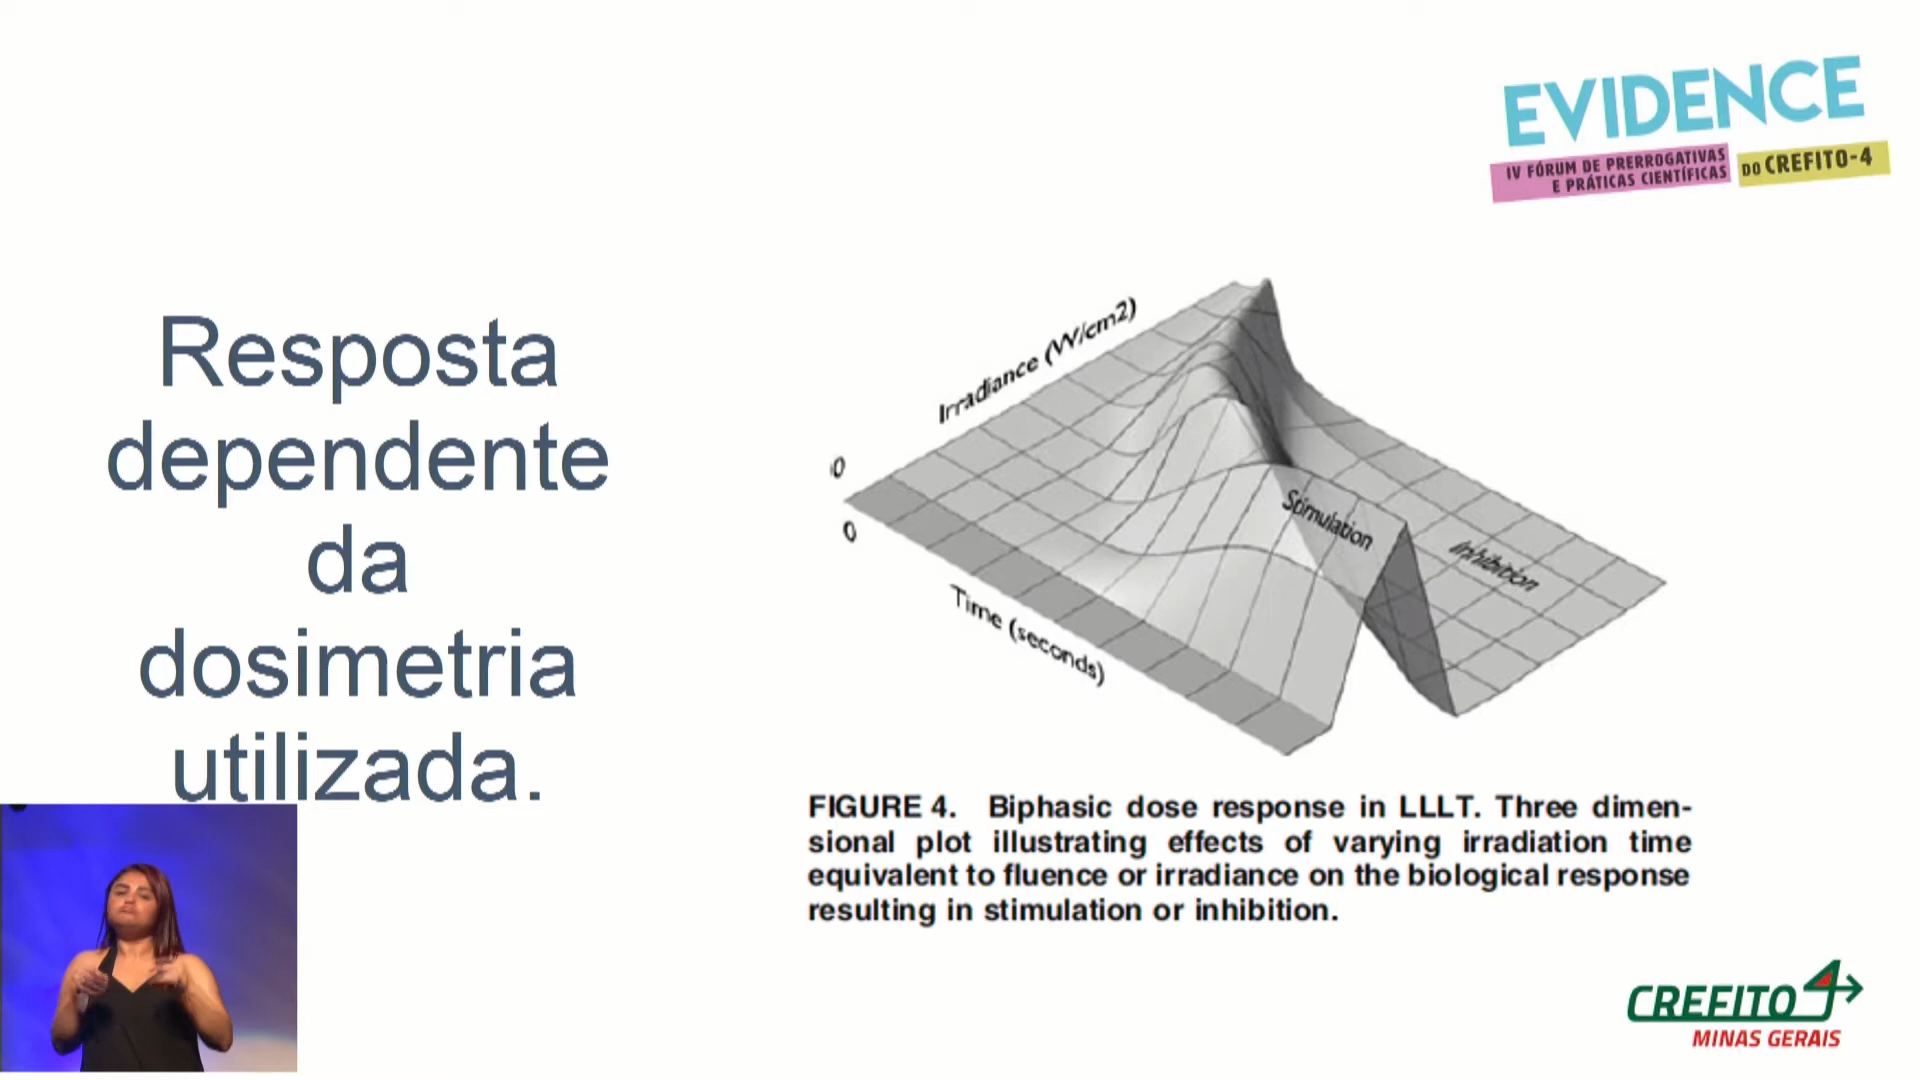 EVIDENCE
IV FÓRUM DE PRERROGATIVAS
E PRÁTICAS CIENTÍFICAS
DO CREFITO-4
Resposta
dependente
da
dosimetria
utilizada.
Irradiance (W/cm2)
0
0
Time (seconds)
Stimulation
Inhibition
FIGURE 4. Biphasic dose response in LLLT. Three dimen-
sional plot illustrating effects of varying irradiation time
equivalent to fluence or irradiance on the biological response
resulting in stimulation or inhibition.
CREFITO 4
MINAS GERAIS